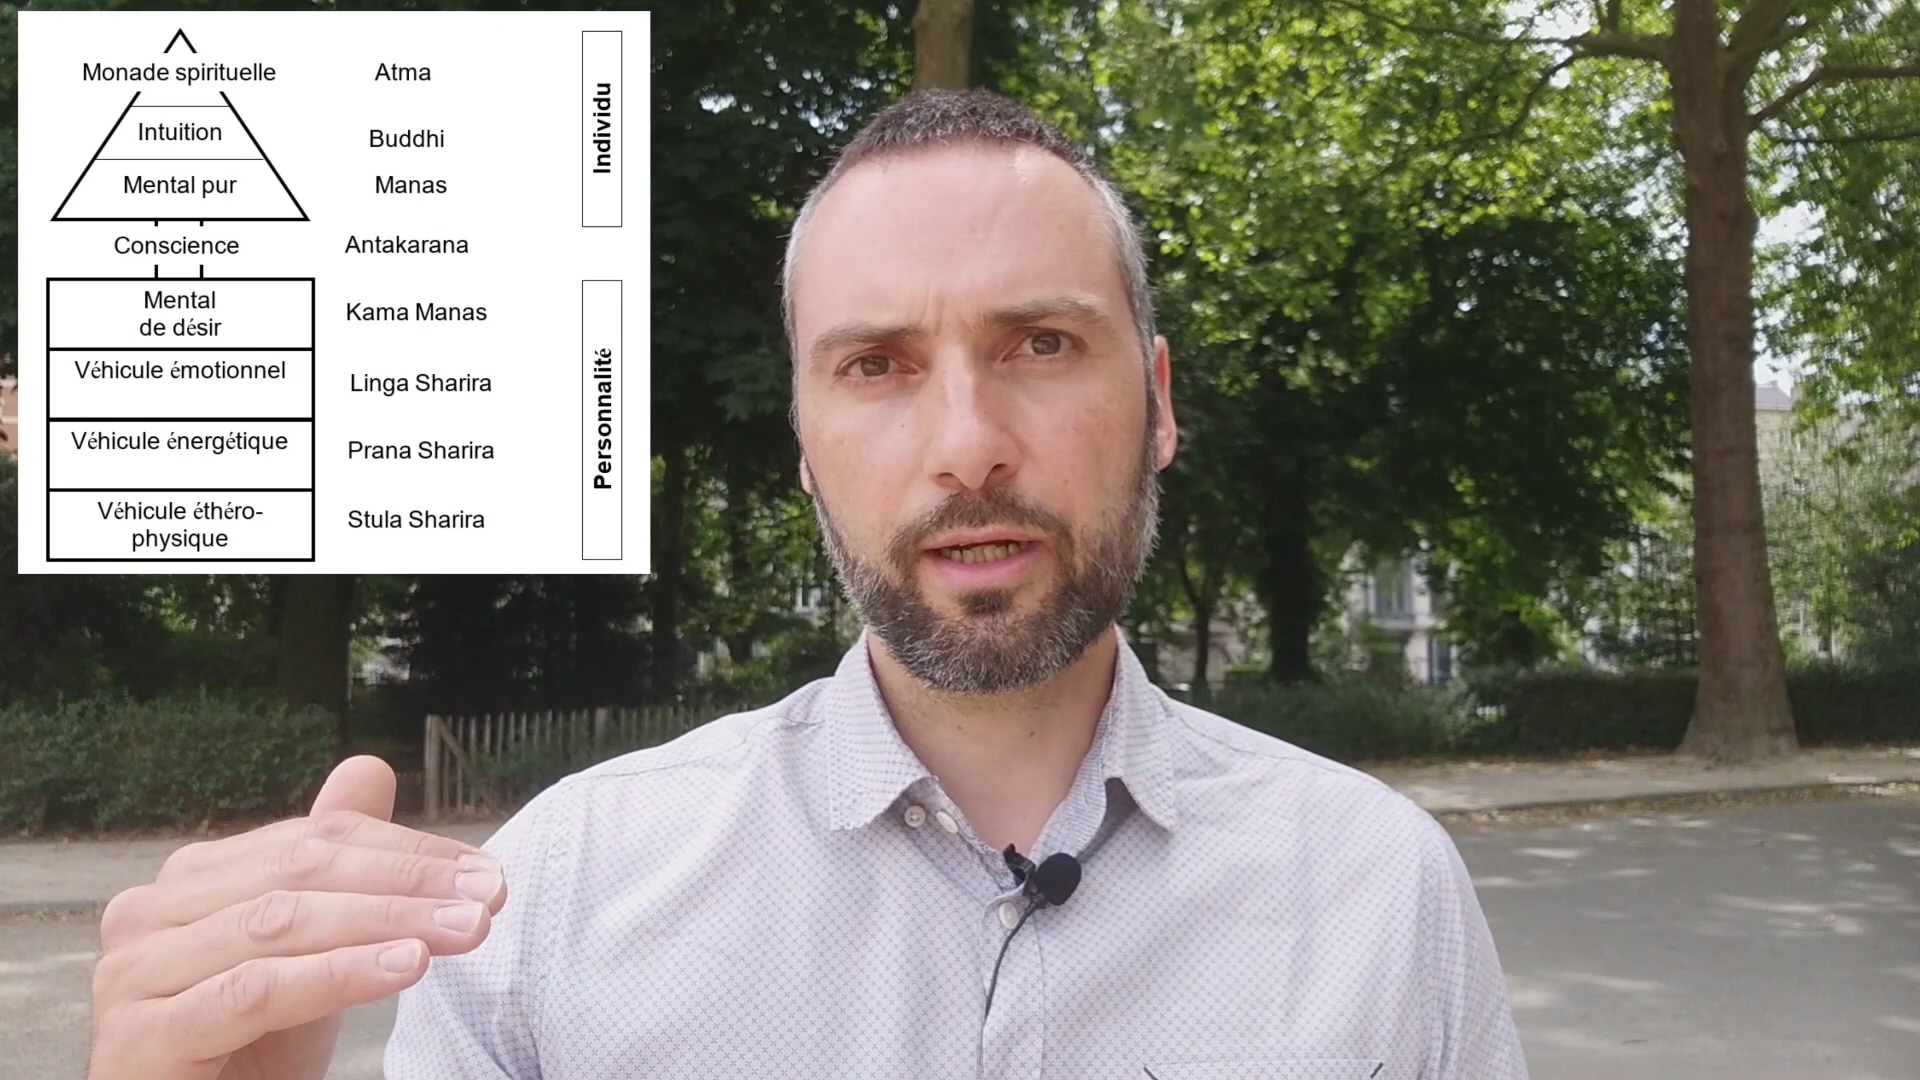 Monade spirituelle Atma
Intuition Buddhi
Mental pur Manas
Individu
Conscience Antakarana
Mental
de désir
Kama Manas
Véhicule émotionnel Linga Sharira
Véhicule énergétique Prana Sharira
Véhicule éthéro-
physique
Stula Sharira
Personnalité